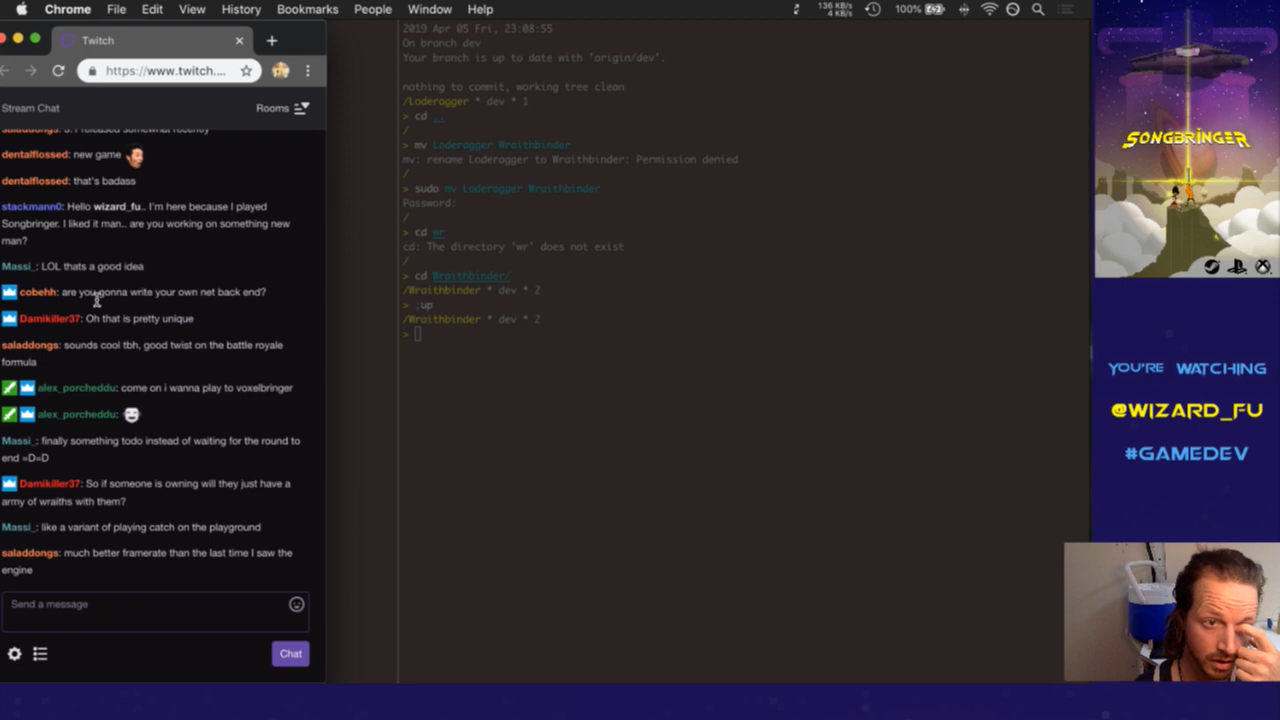 Chrome File Edit View History Bookmarks People Window Help
136 KB/s
4 KB/s
100%
Twitch
https://www.twitch....
Stream Chat
Rooms
saladdongs: released somewhat recently
dentalflossed: new game
dentalflossed: that's badass
stackmann0: Hello wizard_fu.. I'm here because I played
Songbringer. I liked it man.. are you working on something new
man?
Massi_: LOL thats a good idea
cobehh: are you gonna write your own net back end?
Damikiller37: Oh that is pretty unique
saladdongs: sounds cool tbh, good twist on the battle royale
formula
alex_porcheddu: come on i wanna play to voxelbringer
alex_porcheddu:
Massi_: finally something todo instead of waiting for the round to
end =D=D
Damikiller37: So if someone is owning will they just have a
army of wraiths with them?
Massi_: like a variant of playing catch on the playground
saladdongs: much better framerate than the last time I saw the
engine
Send a message
Chat
2019 Apr 05 Fri, 23:08:55
On branch dev
Your branch is up to date with 'origin/dev'.
nothing to commit, working tree clean
/Loderagger * dev * 1
> cd ..
/
> mv Loderagger Wraithbinder
mv: rename Loderagger to Wraithbinder: Permission denied
/
> sudo mv Loderagger Wraithbinder
Password:
/
> cd wr
cd: The directory 'wr' does not exist
/
> cd Wraithbinder/
/Wraithbinder * dev * 2
> ;up
/Wraithbinder * dev * 2
>
SONGBRINGER
YOU'RE WATCHING
@WIZARD_FU
#GAMEDEV